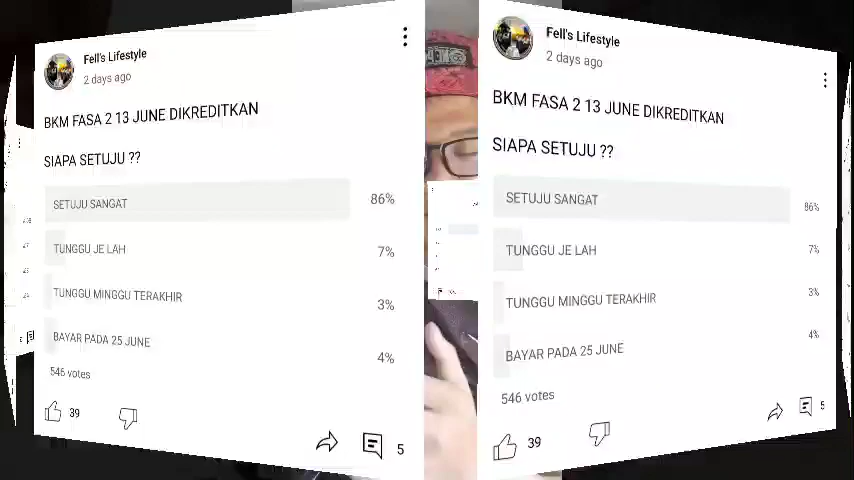 Fell's Lifestyle
2 days ago
BKM FASA 2 13 JUNE DIKREDITKAN
SIAPA SETUJU ??
SETUJU SANGAT 86%
TUNGGU JE LAH 7%
TUNGGU MINGGU TERAKHIR 3%
BAYAR PADA 25 JUNE 4%
546 votes
39
5
Fell's Lifestyle
2 days ago
BKM FASA 2 13 JUNE DIKREDITKAN
SIAPA SETUJU ??
SETUJU SANGAT 86%
TUNGGU JE LAH 7%
TUNGGU MINGGU TERAKHIR 3%
BAYAR PADA 25 JUNE 4%
546 votes
39
5